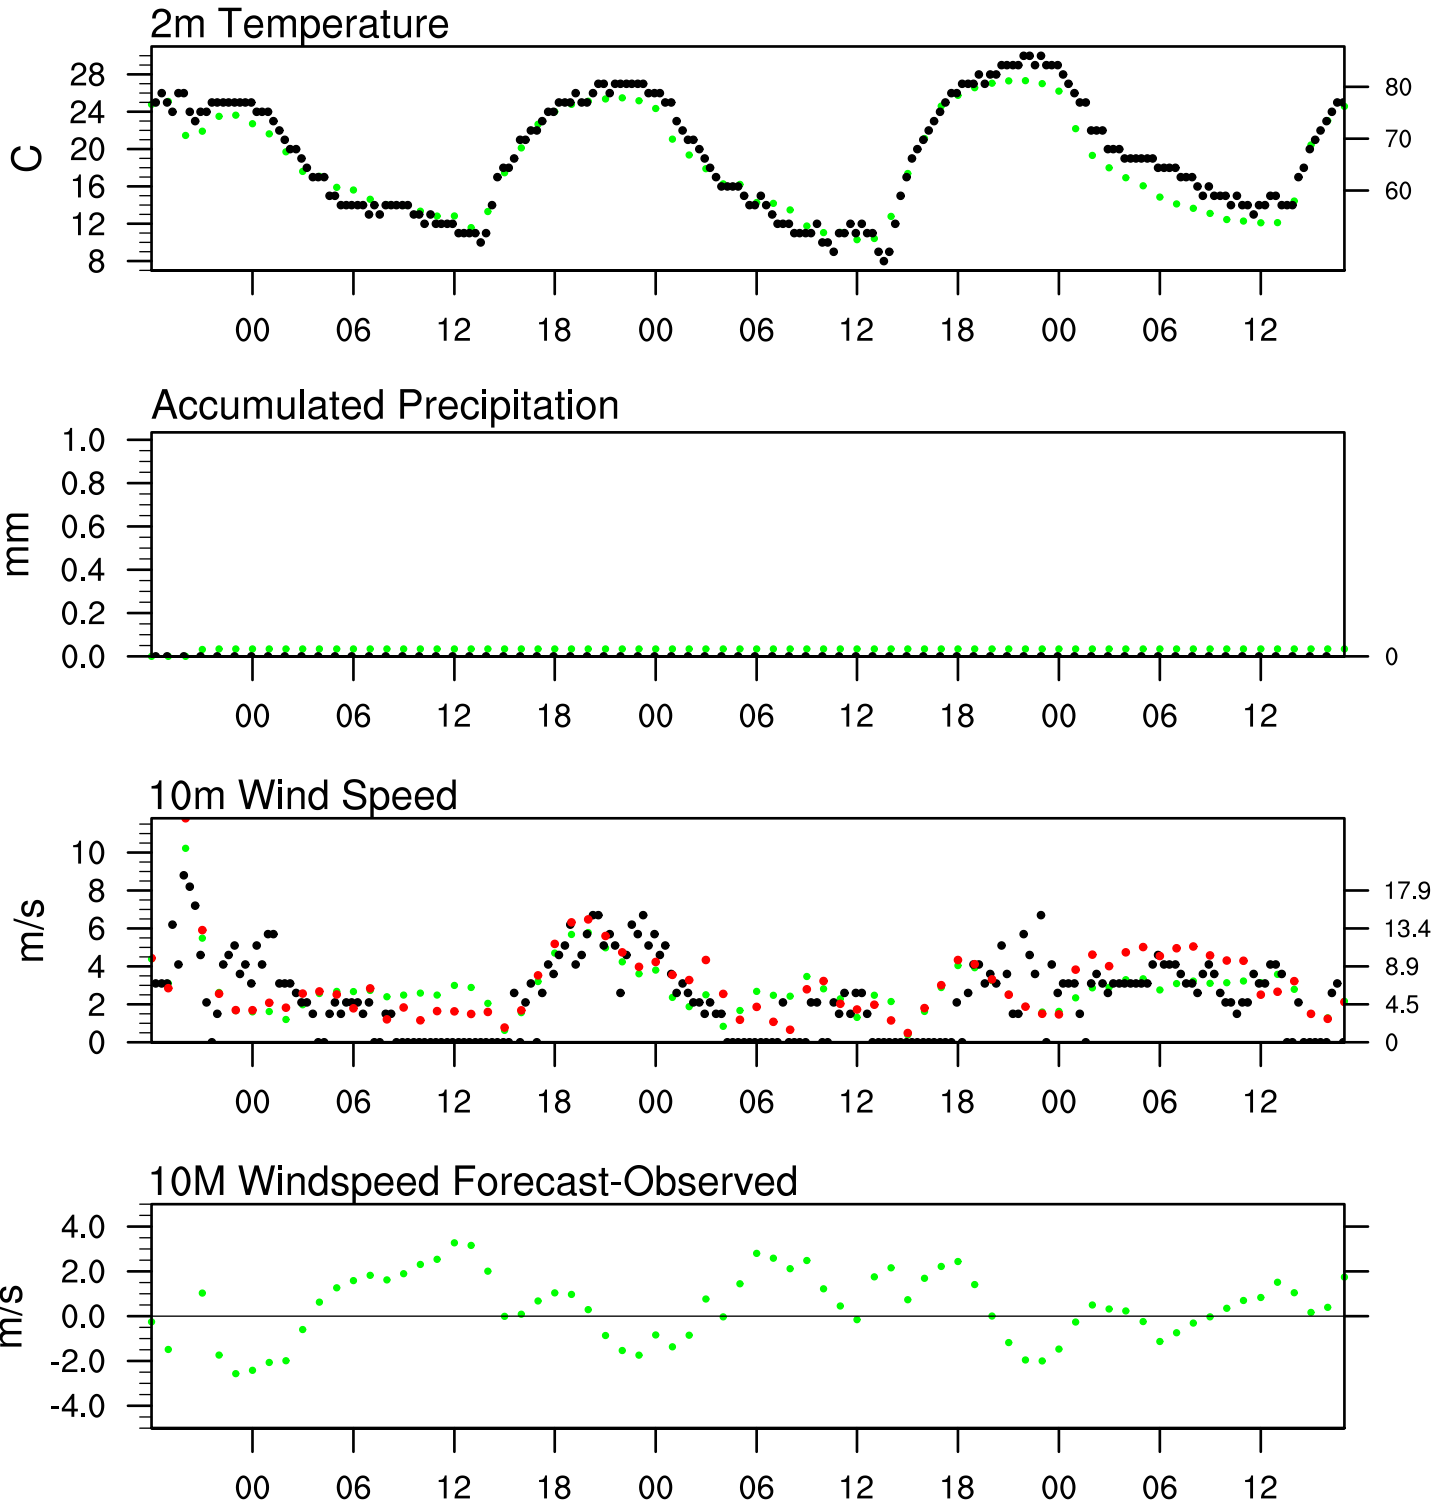 2m Temperature
28
24
20
16
12
8
C
80
70
60
00 06 12 18 00 06 12 18 00 06 12
Accumulated Precipitation
1.0
0.8
0.6
0.4
0.2
0.0
mm
0
00 06 12 18 00 06 12 18 00 06 12
10m Wind Speed
10
8
6
4
2
0
m/s
17.9
13.4
8.9
4.5
0
00 06 12 18 00 06 12 18 00 06 12
10M Windspeed Forecast-Observed
4.0
2.0
0.0
-2.0
-4.0
m/s
00 06 12 18 00 06 12 18 00 06 12